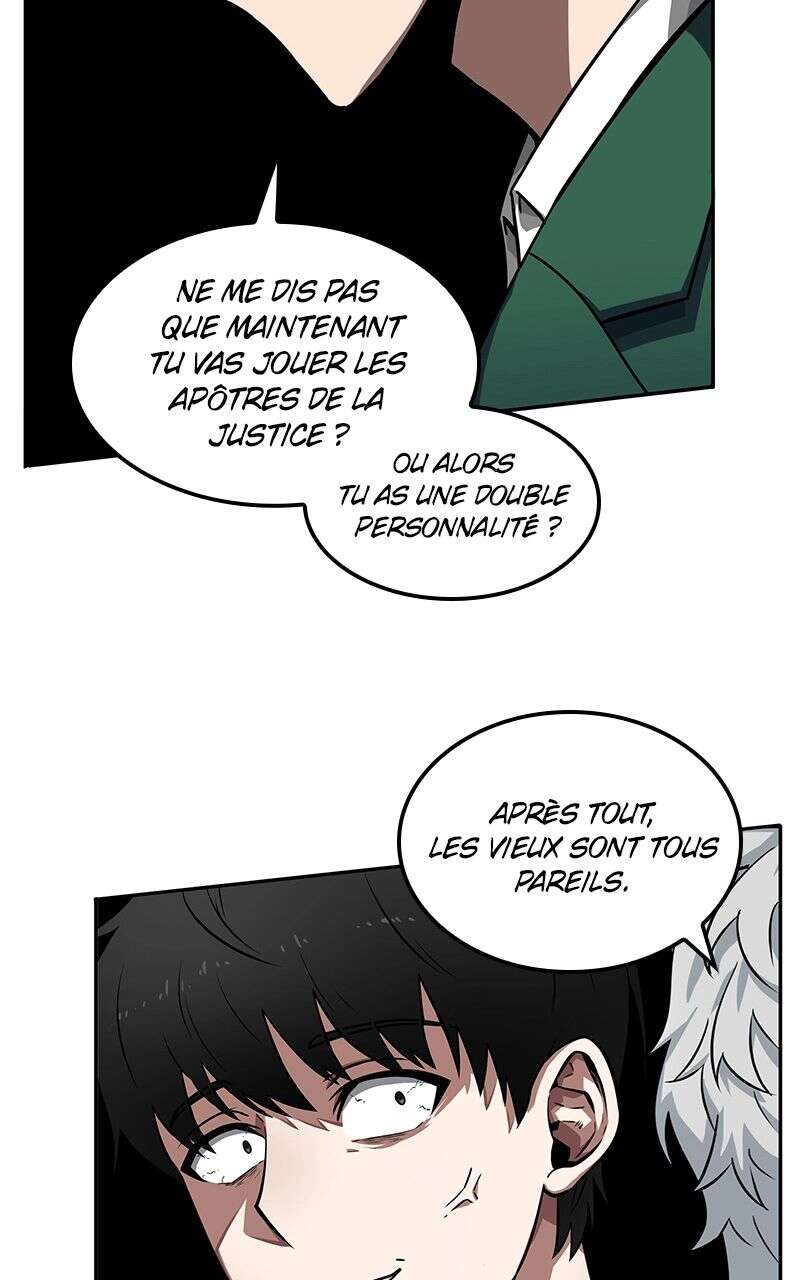 NE ME DIS PAS
QUE MAINTENANT
TU VAS JOUER LES
APÔTRES DE LA
JUSTICE ?
OU ALORS
TU AS UNE DOUBLE
PERSONNALITÉ ?
APRÈS TOUT,
LES VIEUX SONT TOUS
PAREILS.